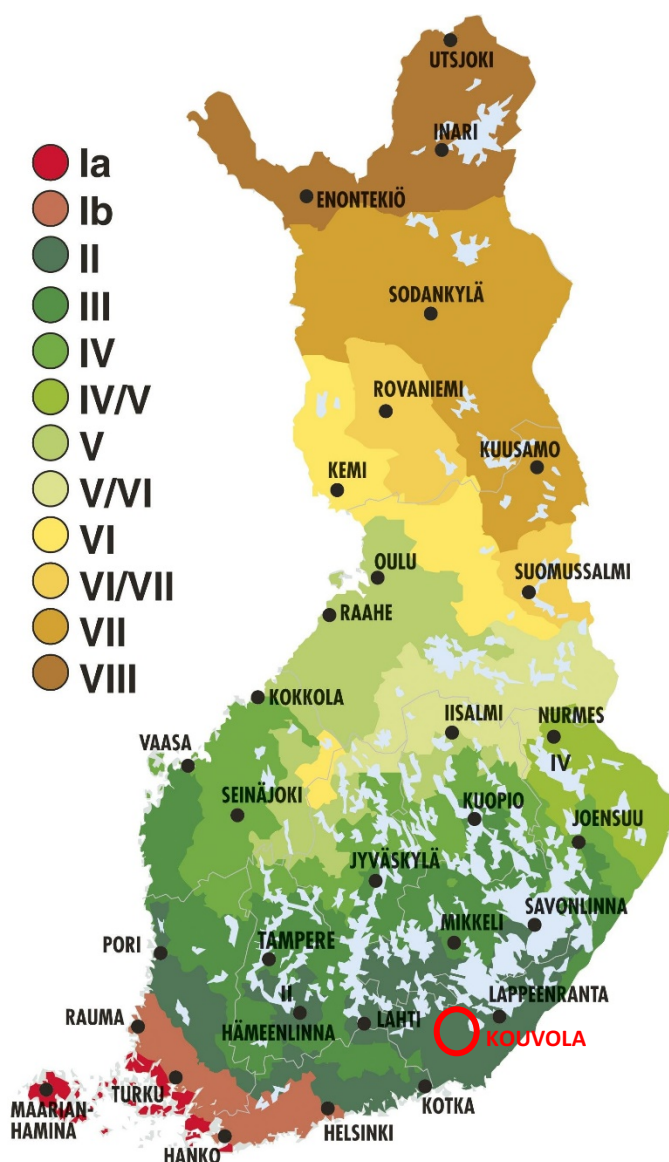 UTSJOKI
INARI
ENONTEKIÖ
Ia
Ib
II
III
IV
IV/V
V
V/VI
VI
VI/VII
VII
VIII
SODANKYLÄ
ROVANIEMI
KUUSAMO
KEMI
OULU
SUOMUSSALMI
RAAHE
KOKKOLA
IISALMI
NURMES
VAASA
IV
SEINÄJOKI
KUOPIO
JOENSUU
JYVÄSKYLÄ
SAVONLINNA
MIKKELI
PORI
TAMPERE
II
LAPPEENRANTA
RAUMA
HÄMEENLINNA
LAHTI
KOUVOLA
TURKU
KOTKA
MAARIAN-
HAMINA
HELSINKI
HANKO